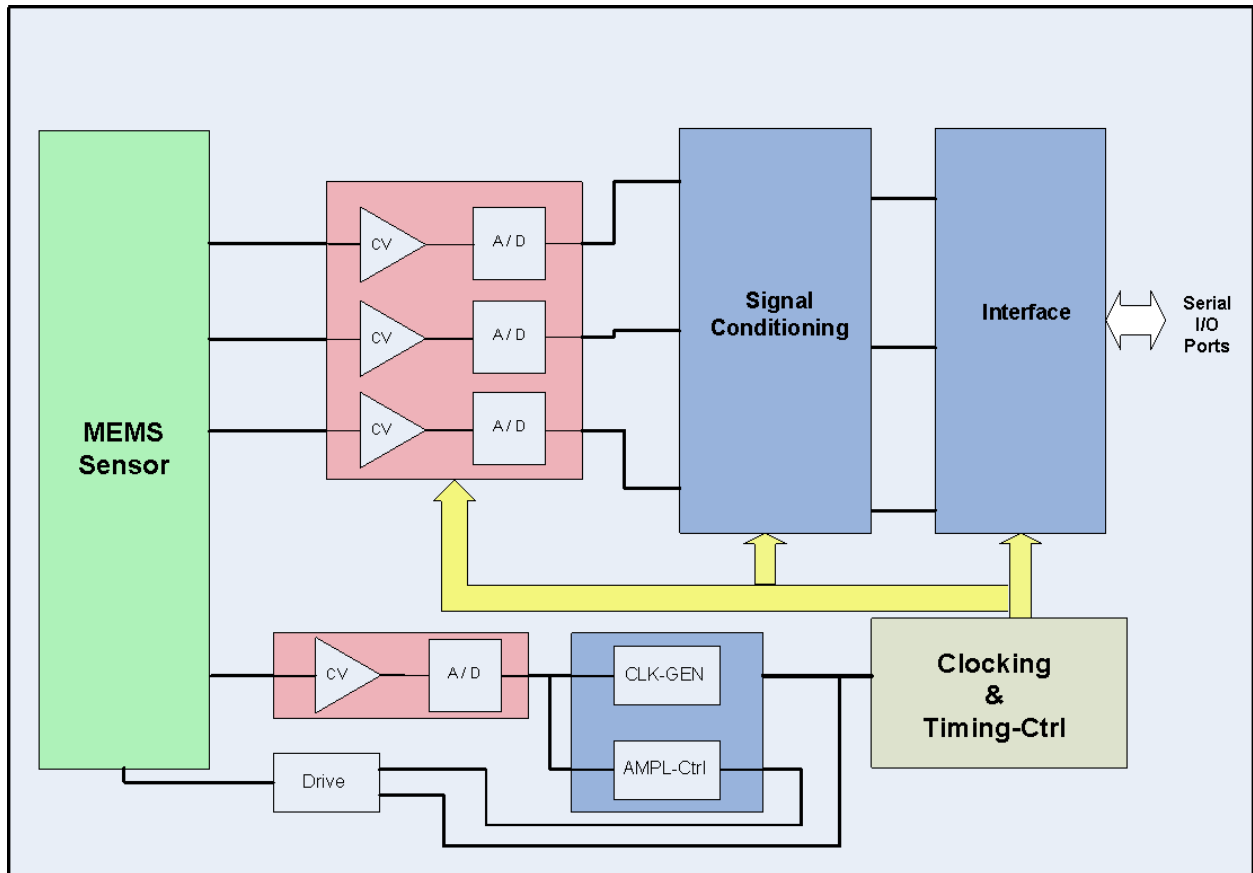 CV
A / D
CV
A / D
CV
A / D
MEMS
Sensor
Signal
Conditioning
Interface
Serial
I/O
Ports
CV
A / D
CLK-GEN
AMPL-Ctrl
Drive
Clocking
&
Timing-Ctrl